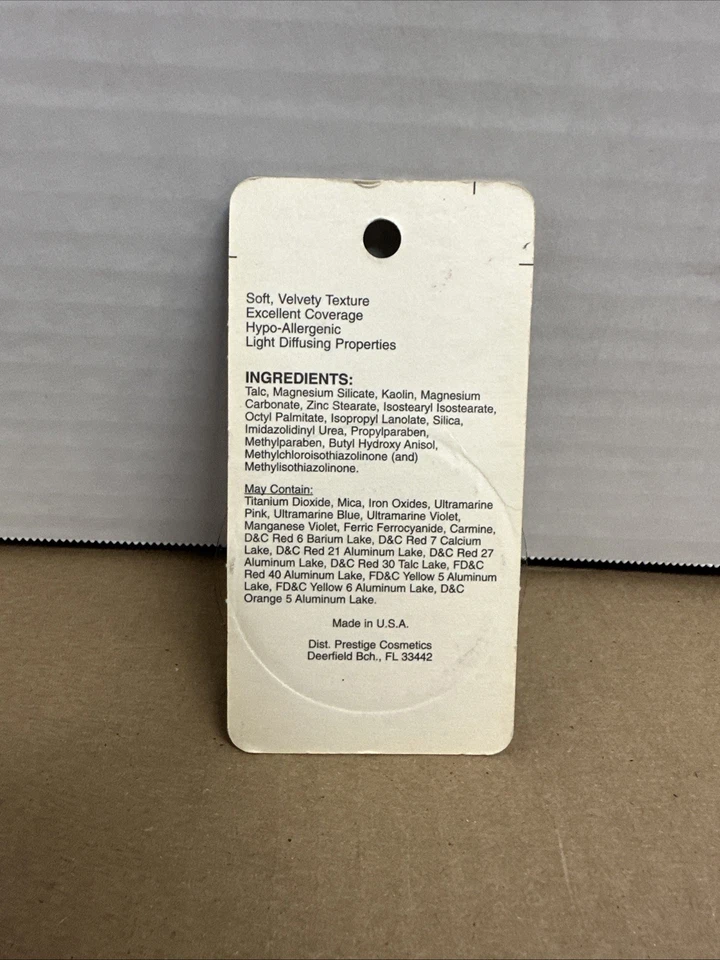 Soft, Velvety Texture
Excellent Coverage
Hypo-Allergenic
Light Diffusing Properties
INGREDIENTS:
Talc, Magnesium Silicate, Kaolin, Magnesium
Carbonate, Zinc Stearate, Isostearyl Isostearate,
Octyl Palmitate, Isopropyl Lanolate, Silica,
Imidazolidinyl Urea, Propylparaben,
Methylparaben, Butyl Hydroxy Anisol,
Methylchloroisothiazolinone (and)
Methylisothiazolinone.
May Contain:
Titanium Dioxide, Mica, Iron Oxides, Ultramarine
Pink, Ultramarine Blue, Ultramarine Violet,
Manganese Violet, Ferric Ferrocyanide, Carmine,
D&C Red 6 Barium Lake, D&C Red 7 Calcium
Lake, D&C Red 21 Aluminum Lake, D&C Red 27
Aluminum Lake, D&C Red 30 Talc Lake, FD&C
Red 40 Aluminum Lake, FD&C Yellow 5 Aluminum
Lake, FD&C Yellow 6 Aluminum Lake, D&C
Orange 5 Aluminum Lake.
Made in U.S.A.
Dist. Prestige Cosmetics
Deerfield Bch., FL 33442